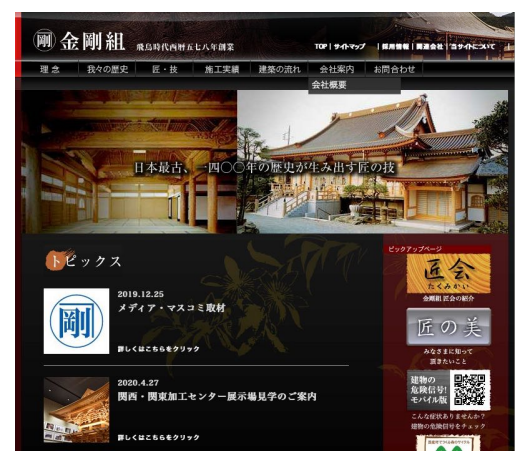 剛 金剛組 飛鳥時代西暦五七八年創業
TOP | サイトマップ | 採用情報 | 関連会社 | 当サイトについて
理念 我々の歴史 匠・技 施工実績 建築の流れ 会社案内 お問合わせ
会社概要
日本最古、一四〇〇年の歴史が生み出す匠の技
トピックス
剛
2019.12.25
メディア・マスコミ取材
詳しくはこちらをクリック
2020.4.27
関西・関東加工センター展示場見学のご案内
詳しくはこちらをクリック
ピックアップページ
匠会
たくみかい
金剛組 匠会の紹介
匠の美
みなさまに知って
頂きたいこと
建物の
危険信号!
モバイル版
こんな症状ありませんか？
建物の危険信号をチェック